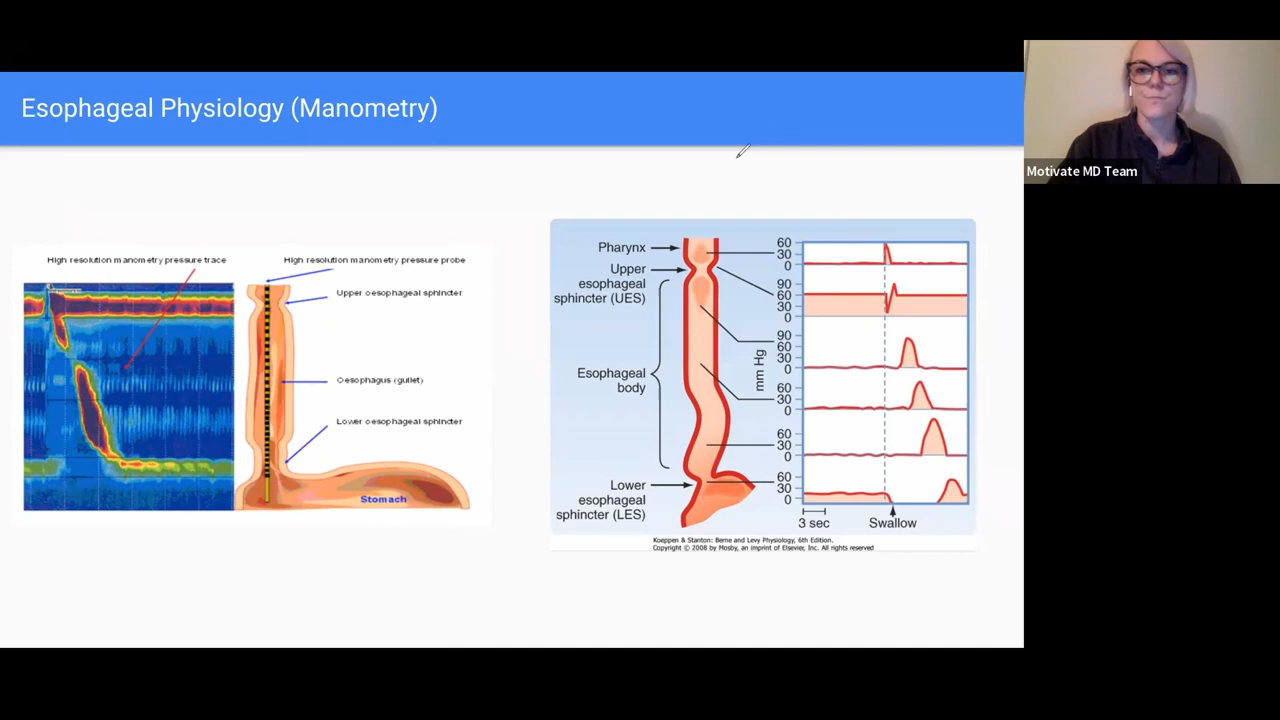 Esophageal Physiology (Manometry)
Motivate MD Team
High resolution manometry pressure trace
High resolution manometry pressure probe
Upper oesophageal sphincter
Oesophagus (gullet)
Lower oesophageal sphincter
Stomach
Pharynx
Upper
esophageal
sphincter (UES)
Esophageal
body
Lower
esophageal
sphincter (LES)
mm Hg
60
30
0
90
60
30
0
90
60
30
0
60
30
0
60
30
0
60
30
0
3 sec
Swallow
Koeppen & Stanton: Berne and Levy Physiology, 6th Edition.
Copyright © 2008 by Mosby, an imprint of Elsevier, Inc. All rights reserved